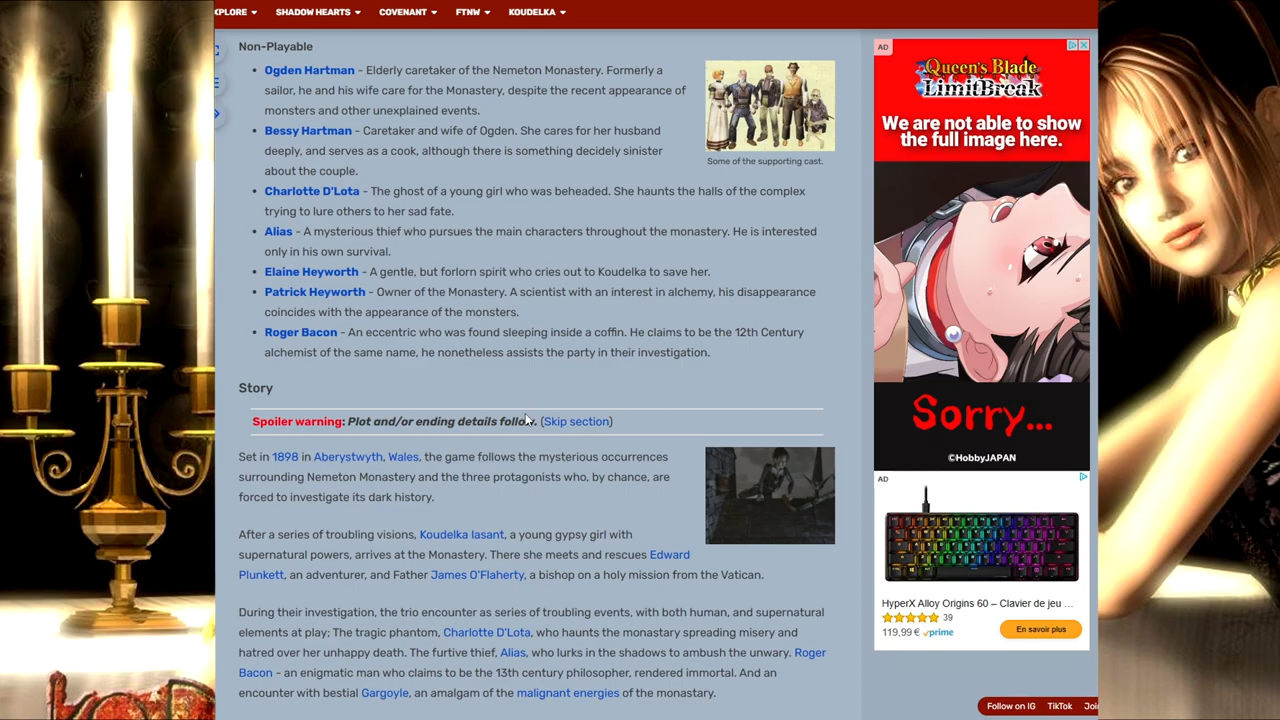 XPLORE
SHADOW HEARTS
COVENANT
FTNW
KOUDELKA
Non-Playable
Ogden Hartman - Elderly caretaker of the Nemeton Monastery. Formerly a
sailor, he and his wife care for the Monastery, despite the recent appearance of
monsters and other unexplained events.
Bessy Hartman - Caretaker and wife of Ogden. She cares for her husband
deeply, and serves as a cook, although there is something decidely sinister
about the couple.
Some of the supporting cast.
Charlotte D'Lota - The ghost of a young girl who was beheaded. She haunts the halls of the complex
trying to lure others to her sad fate.
Alias - A mysterious thief who pursues the main characters throughout the monastery. He is interested
only in his own survival.
Elaine Heyworth - A gentle, but forlorn spirit who cries out to Koudelka to save her.
Patrick Heyworth - Owner of the Monastery. A scientist with an interest in alchemy, his disappearance
coincides with the appearance of the monsters.
Roger Bacon - An eccentric who was found sleeping inside a coffin. He claims to be the 12th Century
alchemist of the same name, he nonetheless assists the party in their investigation.
Story
Spoiler warning: Plot and/or ending details follow. (Skip section)
Set in 1898 in Aberystwyth, Wales, the game follows the mysterious occurrences
surrounding Nemeton Monastery and the three protagonists who, by chance, are
forced to investigate its dark history.
After a series of troubling visions, Koudelka Iasant, a young gypsy girl with
supernatural powers, arrives at the Monastery. There she meets and rescues Edward
Plunkett, an adventurer, and Father James O'Flaherty, a bishop on a holy mission from the Vatican.
During their investigation, the trio encounter as series of troubling events, with both human, and supernatural
elements at play; The tragic phantom, Charlotte D'Lota, who haunts the monastary spreading misery and
hatred over her unhappy death. The furtive thief, Alias, who lurks in the shadows to ambush the unwary. Roger
Bacon - an enigmatic man who claims to be the 13th century philosopher, rendered immortal. And an
encounter with bestial Gargoyle, an amalgam of the malignant energies of the monastary.
AD
Queen's Blade
LimitBreak
We are not able to show
the full image here.
Sorry...
©HobbyJAPAN
AD
HyperX Alloy Origins 60 – Clavier de jeu ...
39
119,99 € prime
En savoir plus
Follow on IG
TikTok
Joi